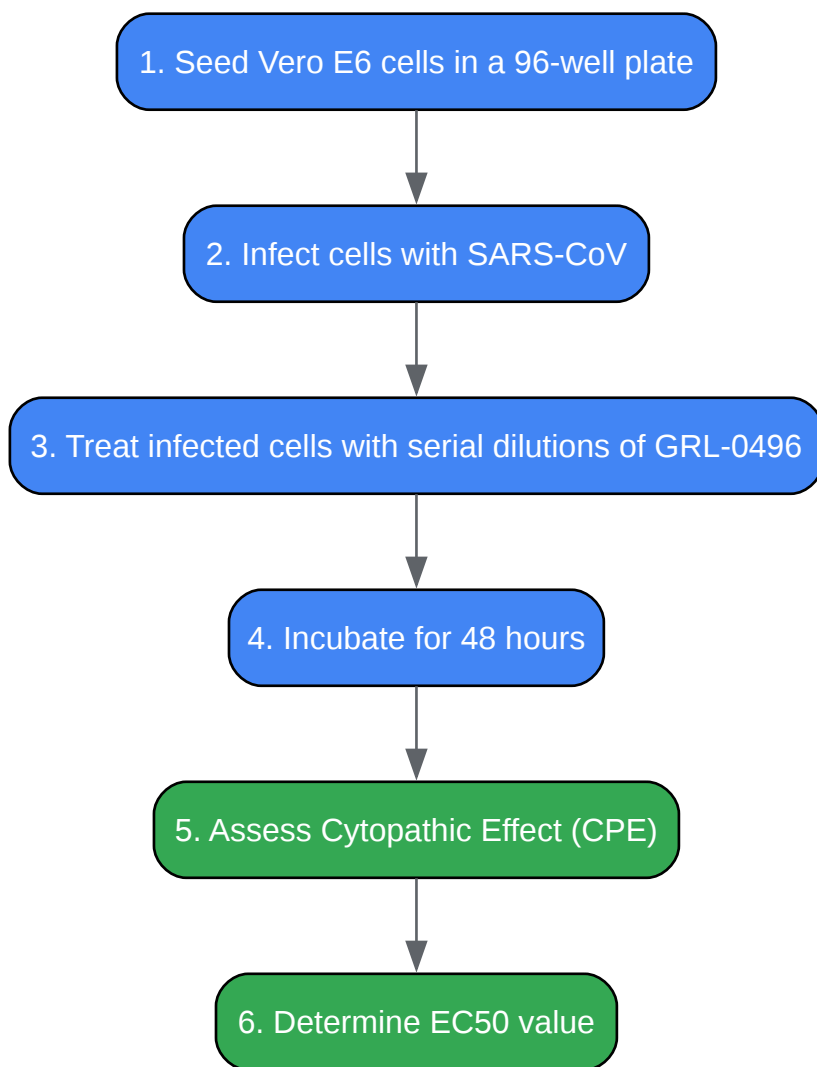 1. Seed Vero E6 cells in a 96-well plate
2. Infect cells with SARS-CoV
3. Treat infected cells with serial dilutions of GRL-0496
4. Incubate for 48 hours
5. Assess Cytopathic Effect (CPE)
6. Determine EC50 value